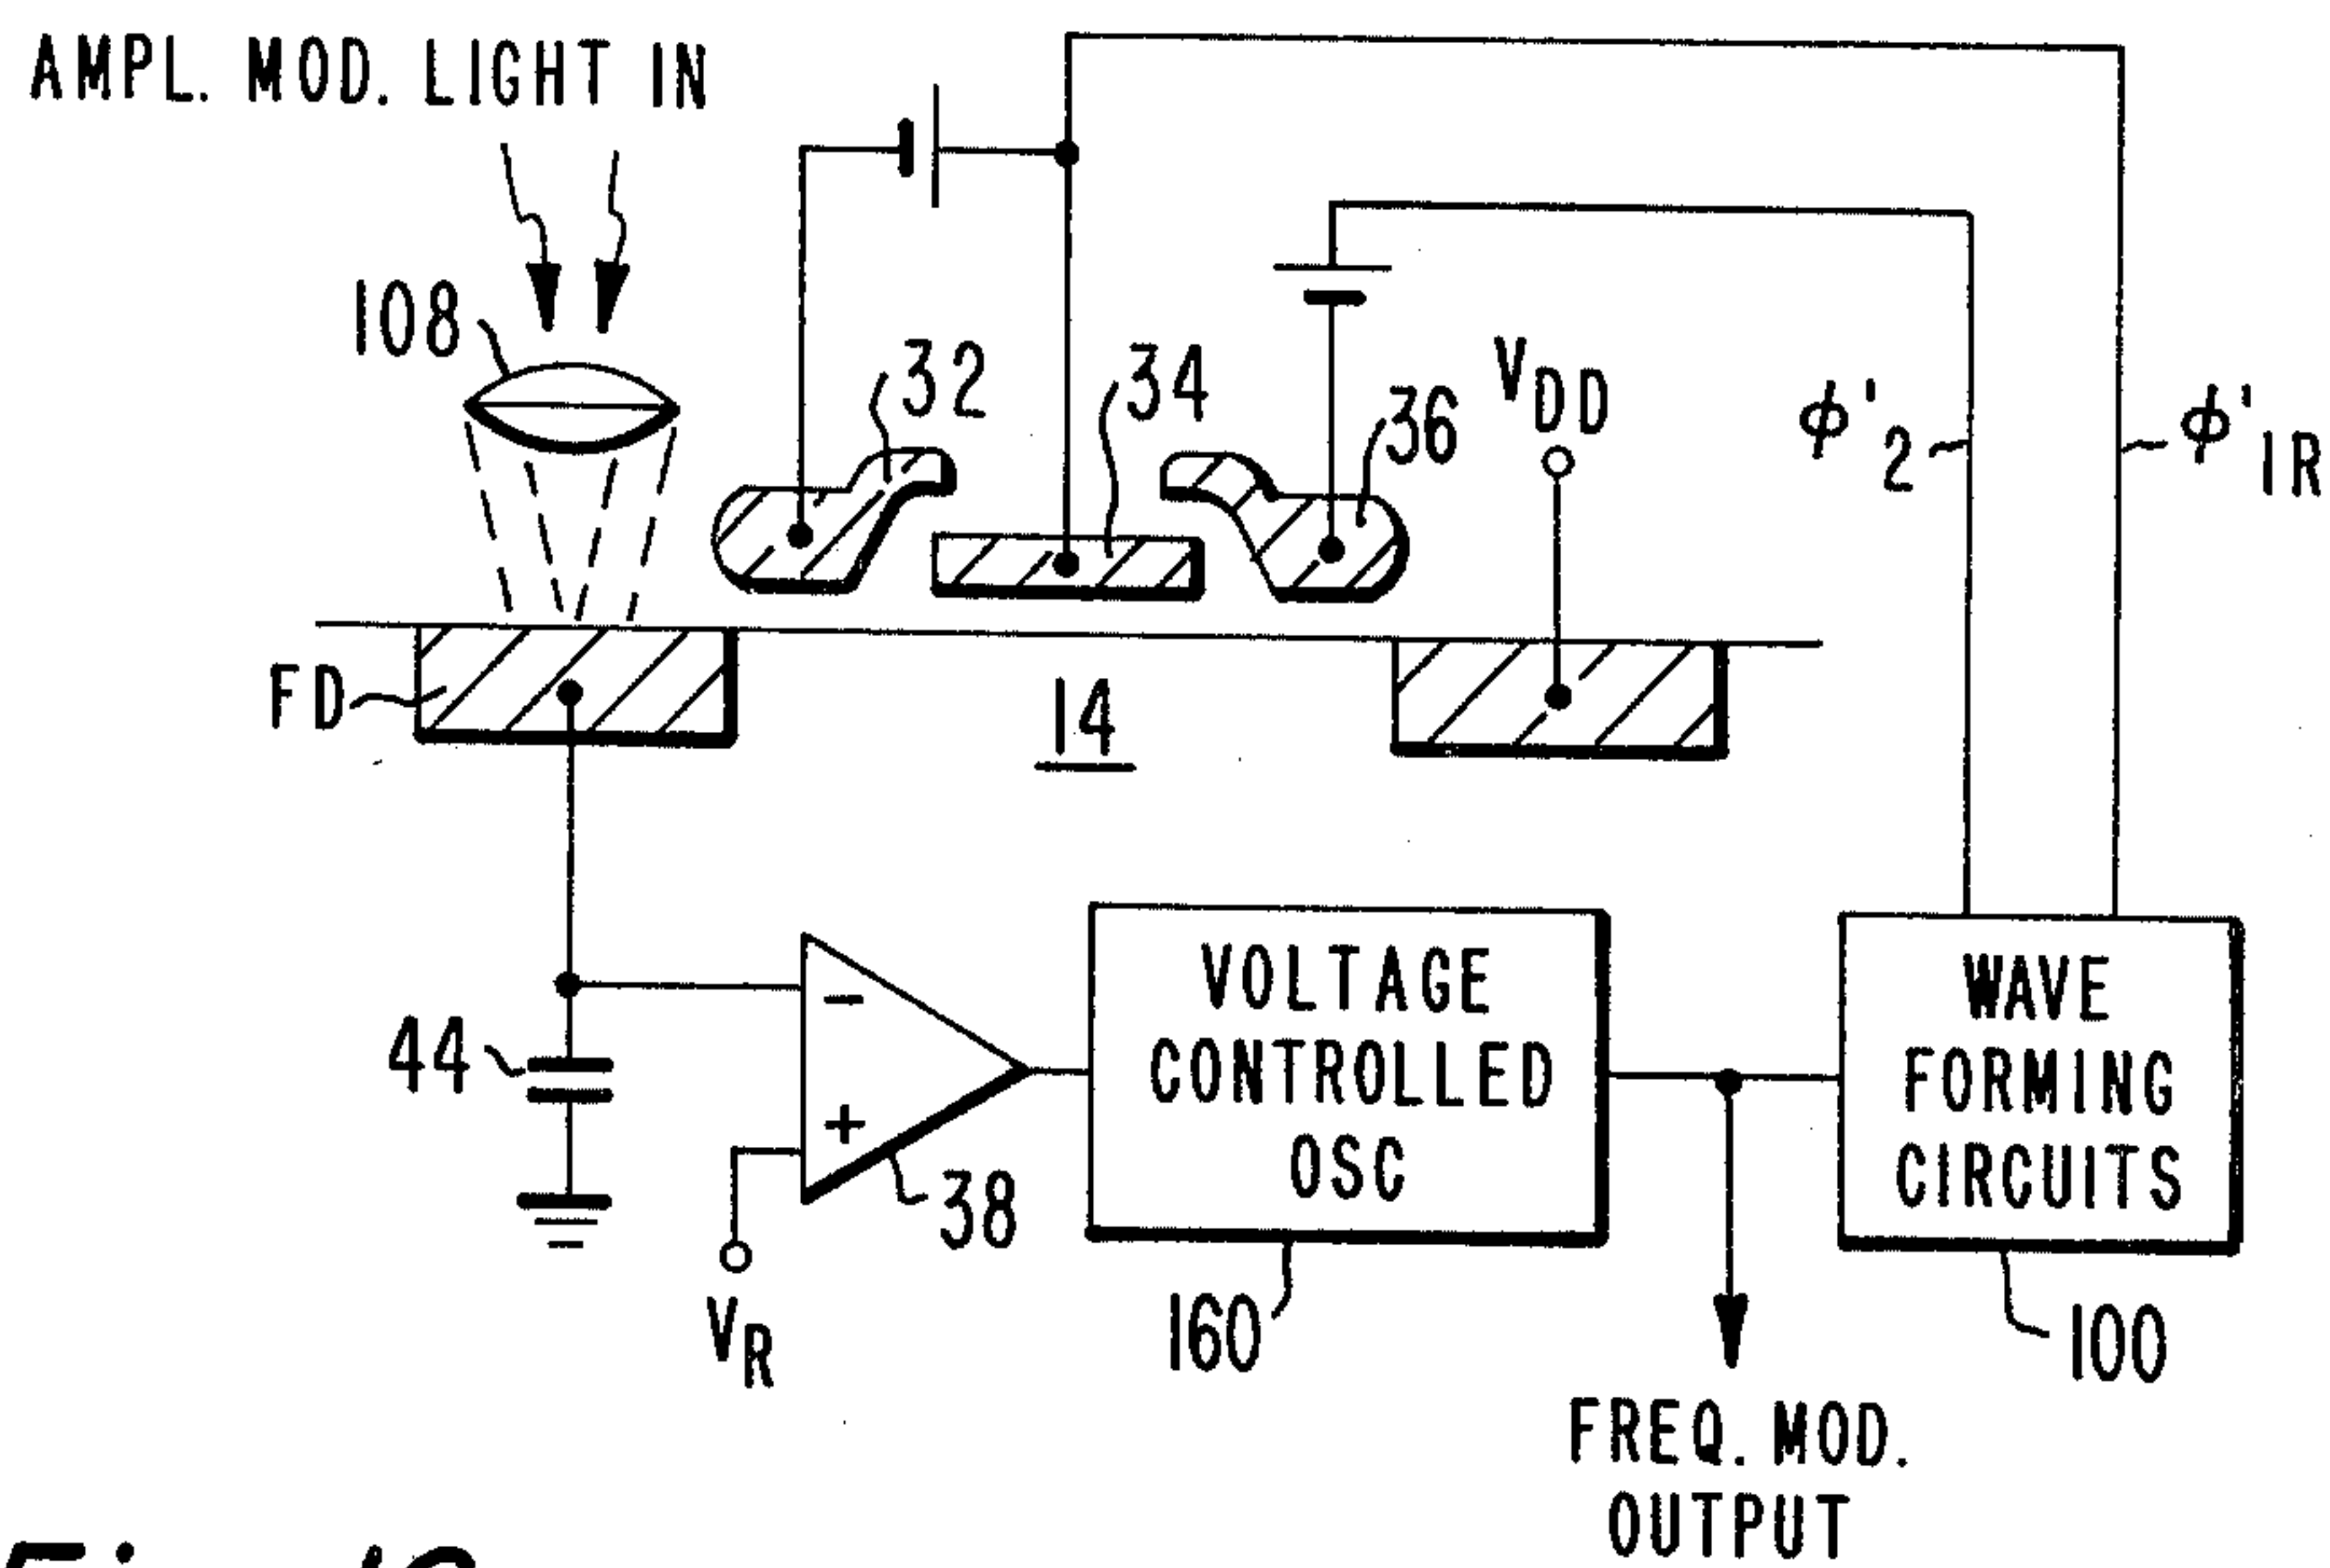 AMPL. MOD. LIGHT IN
108
32
34
36
VDD
ϕ'2
ϕ'1R
FD
14
44
-
+
38
VR
VOLTAGE
CONTROLLED
OSC
160
WAVE
FORMING
CIRCUITS
100
FREQ. MOD.
OUTPUT